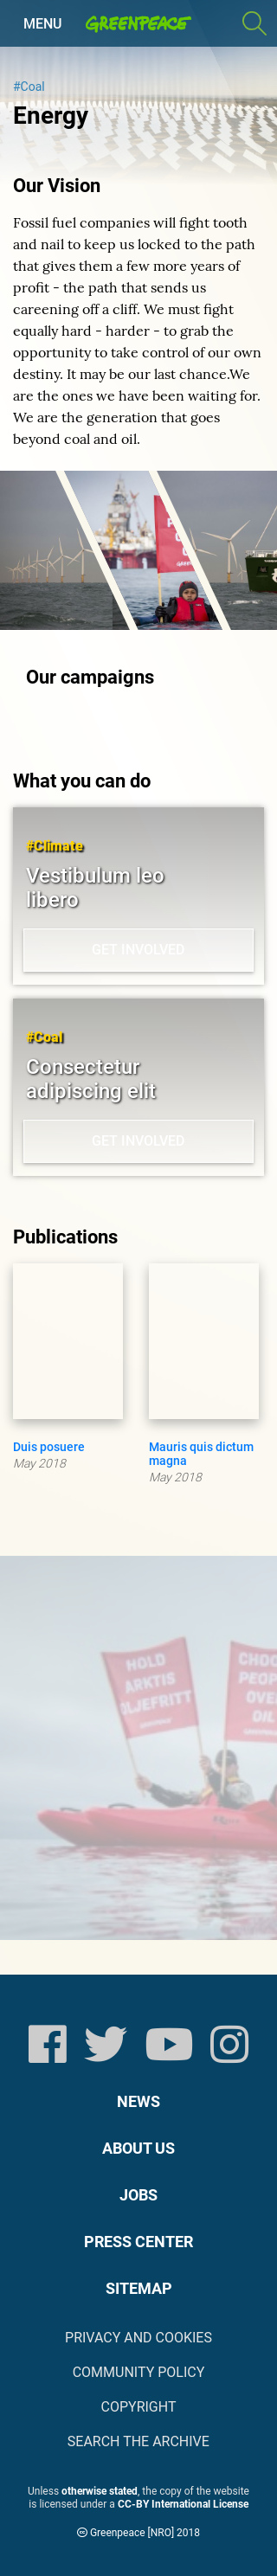 MENU GREENPEACE
#Coal
Energy
Our Vision
Fossil fuel companies will fight tooth
and nail to keep us locked to the path
that gives them a few more years of
profit - the path that sends us
careening off a cliff. We must fight
equally hard - harder - to grab the
opportunity to take control of our own
destiny. It may be our last chance.We
are the ones we have been waiting for.
We are the generation that goes
beyond coal and oil.
Our campaigns
What you can do
#Climate
Vestibulum leo
libero
GET INVOLVED
#Coal
Consectetur
adipiscing elit
GET INVOLVED
Publications
Duis posuere
May 2018
Mauris quis dictum
magna
May 2018
HOLD
ARKTIS
OLJEFRITT
CHOOSE
PEOPLE
OVER
OIL
NEWS
ABOUT US
JOBS
PRESS CENTER
SITEMAP
PRIVACY AND COOKIES
COMMUNITY POLICY
COPYRIGHT
SEARCH THE ARCHIVE
Unless otherwise stated, the copy of the website
is licensed under a CC-BY International License
Greenpeace [NRO] 2018